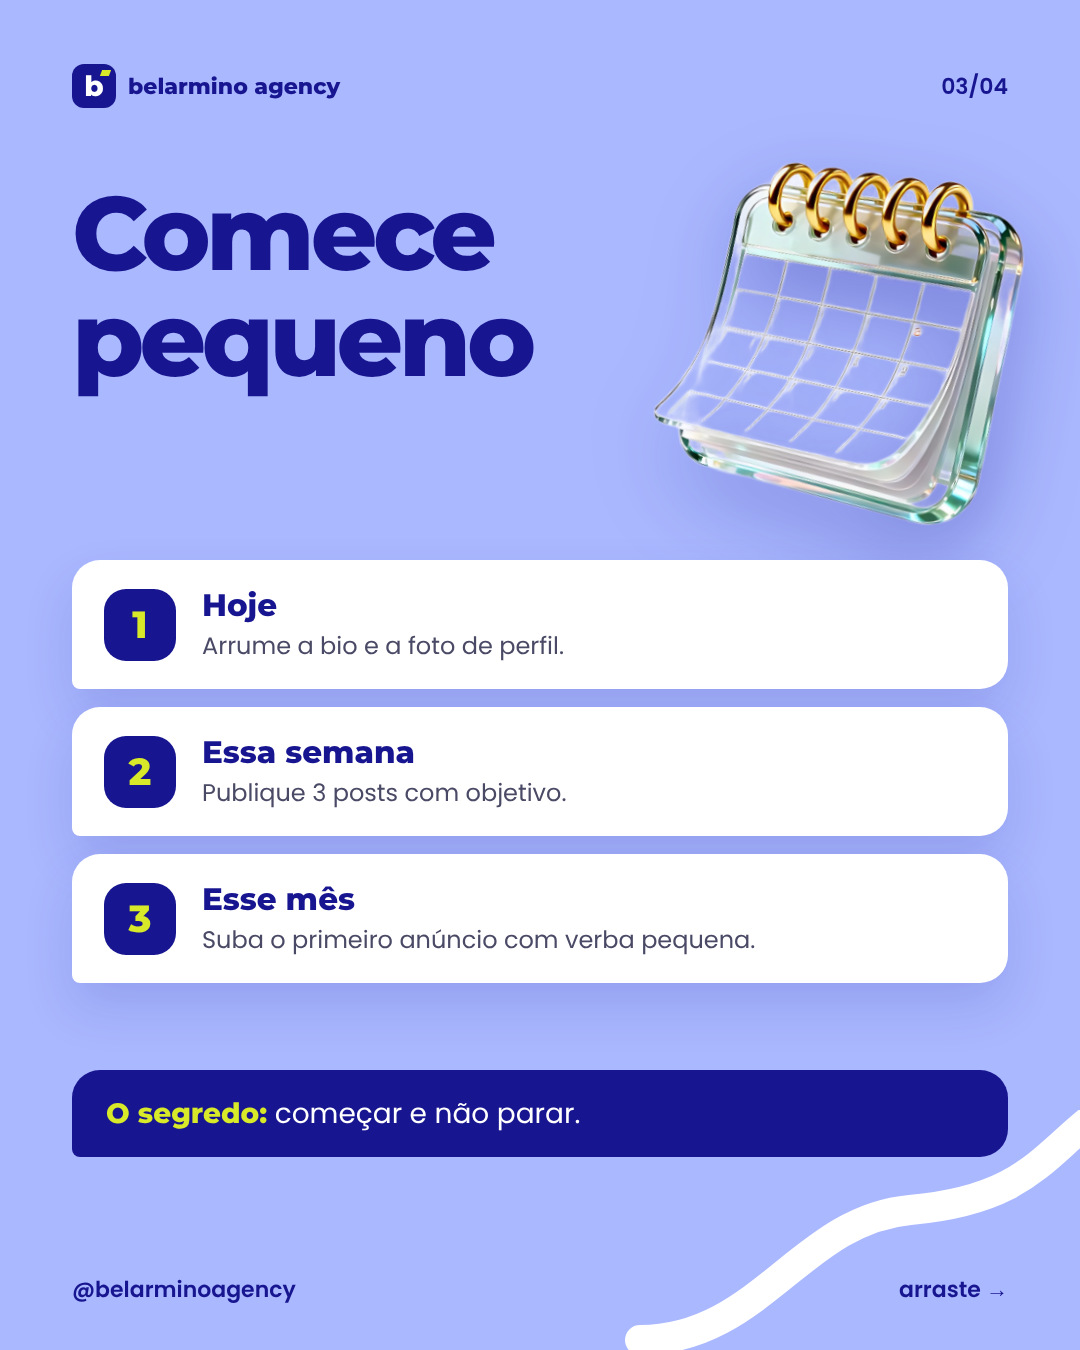 b belarmino agency
03/04
Comece
pequeno
1
Hoje
Arrume a bio e a foto de perfil.
2
Essa semana
Publique 3 posts com objetivo.
3
Esse mês
Suba o primeiro anúncio com verba pequena.
O segredo: começar e não parar.
@belarminoagency
arraste →